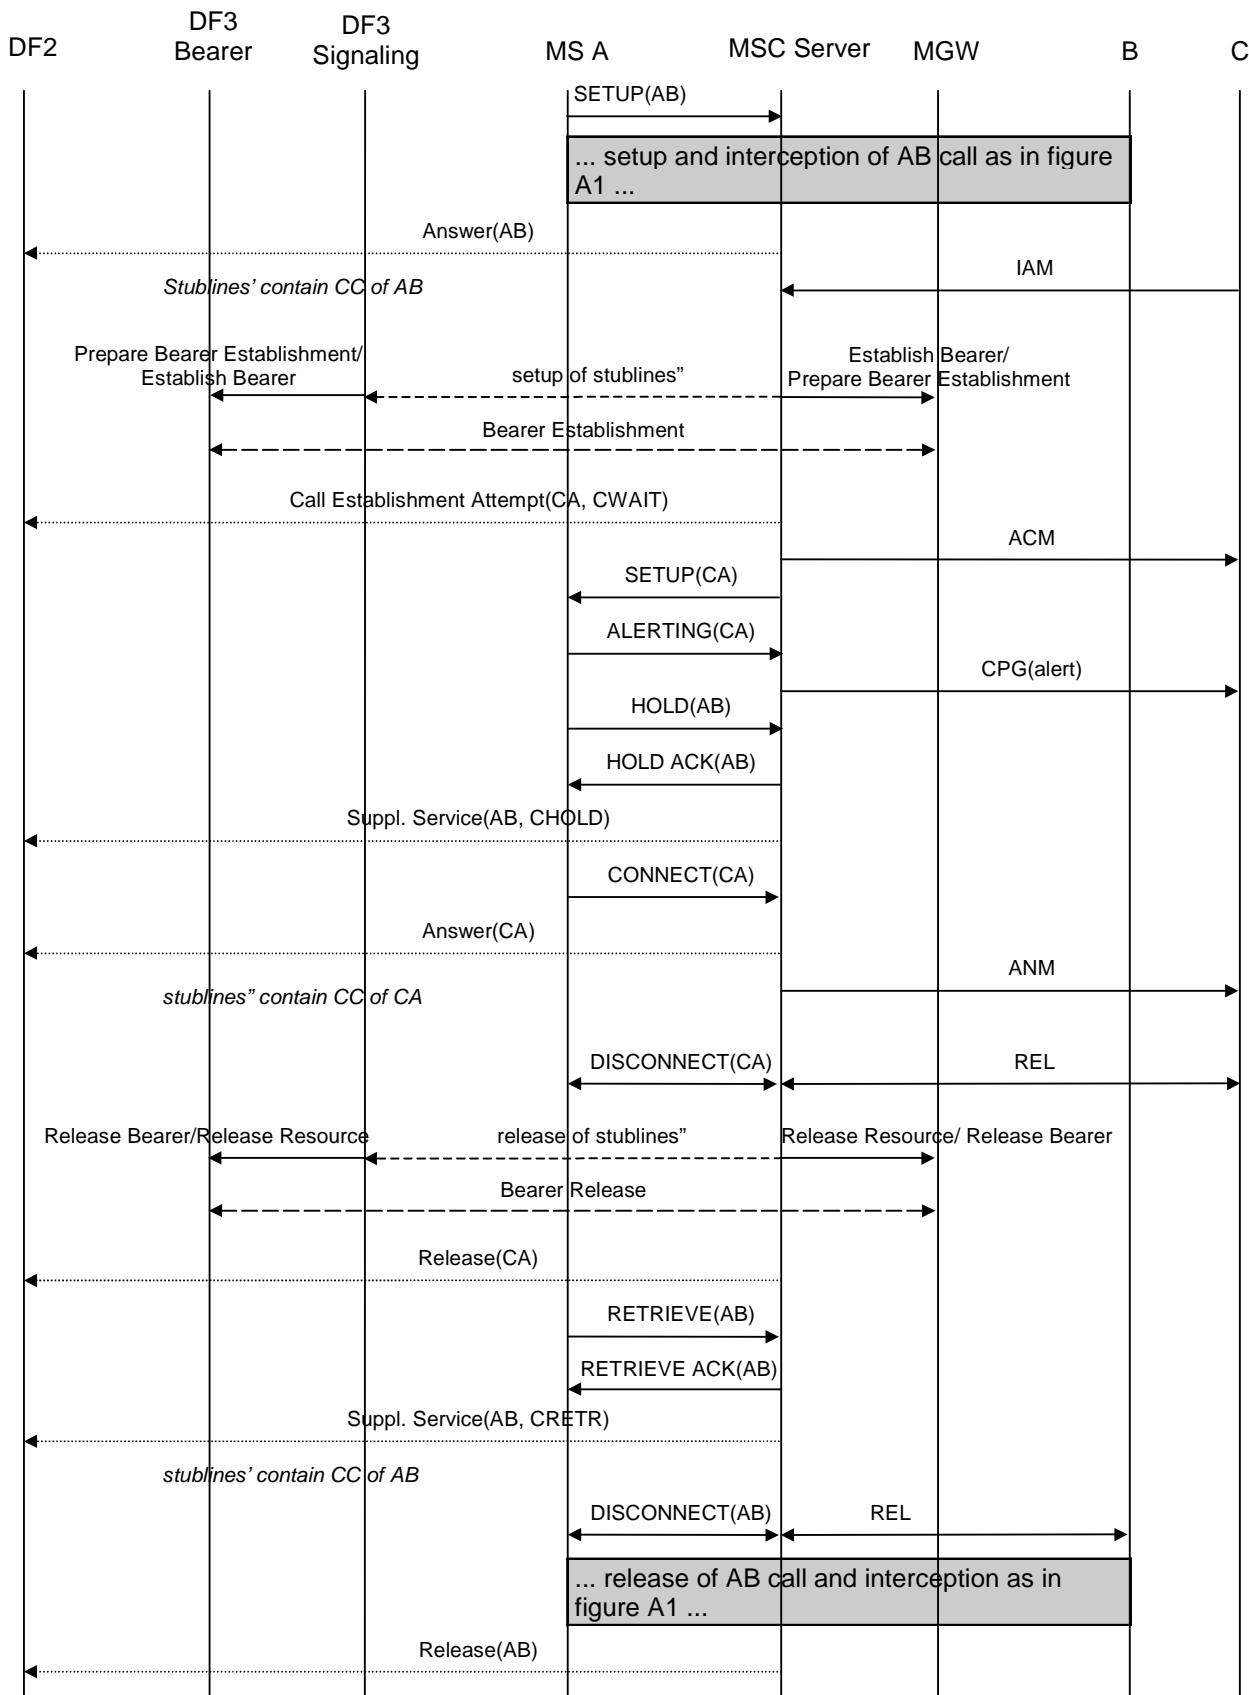 DF2
DF3
Bearer
DF3
Signaling
MS A
MSC Server
MGW
B
C
SETUP(AB)
... setup and interception of AB call as in figure
A1 ...
Answer(AB)
IAM
Stublines’ contain CC of AB
Prepare Bearer Establishment/
Establish Bearer
setup of stublines”
Establish Bearer/
Prepare Bearer Establishment
Bearer Establishment
Call Establishment Attempt(CA, CWAIT)
ACM
SETUP(CA)
ALERTING(CA)
CPG(alert)
HOLD(AB)
HOLD ACK(AB)
Suppl. Service(AB, CHOLD)
CONNECT(CA)
Answer(CA)
ANM
stublines” contain CC of CA
DISCONNECT(CA)
REL
Release Bearer/Release Resource
release of stublines”
Release Resource/ Release Bearer
Bearer Release
Release(CA)
RETRIEVE(AB)
RETRIEVE ACK(AB)
Suppl. Service(AB, CRETR)
stublines’ contain CC of AB
DISCONNECT(AB)
REL
... release of AB call and interception as in
figure A1 ...
Release(AB)